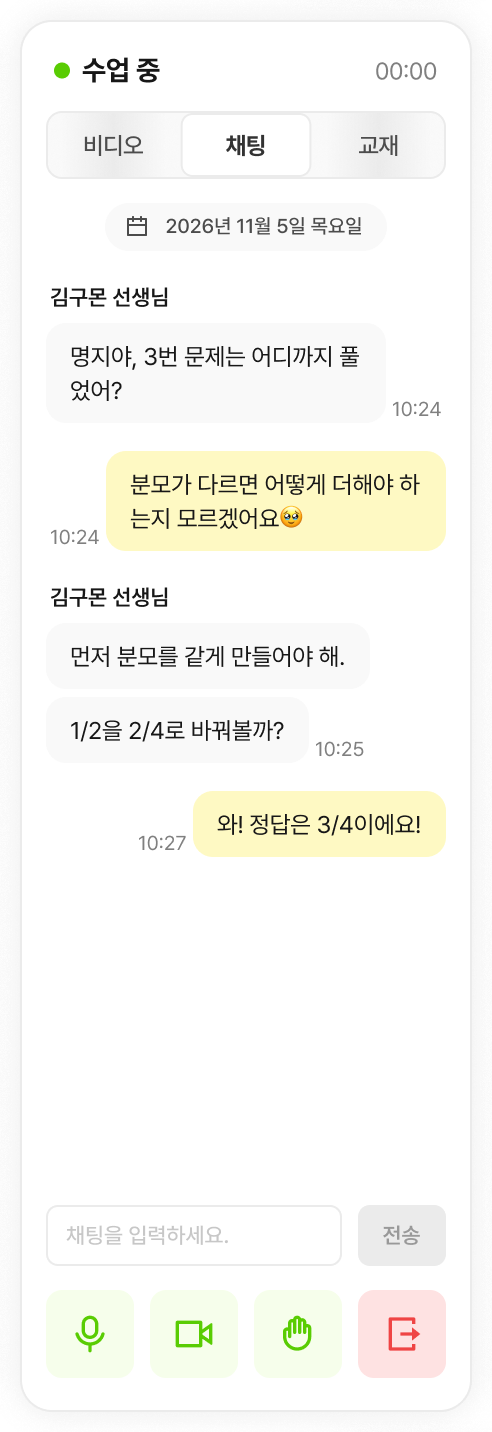 수업 중 00:00
비디오 채팅 교재
2026년 11월 5일 목요일
김구몬 선생님
명지야, 3번 문제는 어디까지 풀
었어?
10:24
분모가 다르면 어떻게 더해야 하
는지 모르겠어요🥹
10:24
김구몬 선생님
먼저 분모를 같게 만들어야 해.
1/2을 2/4로 바꿔볼까?
10:25
와! 정답은 3/4이에요!
10:27
채팅을 입력하세요. 전송